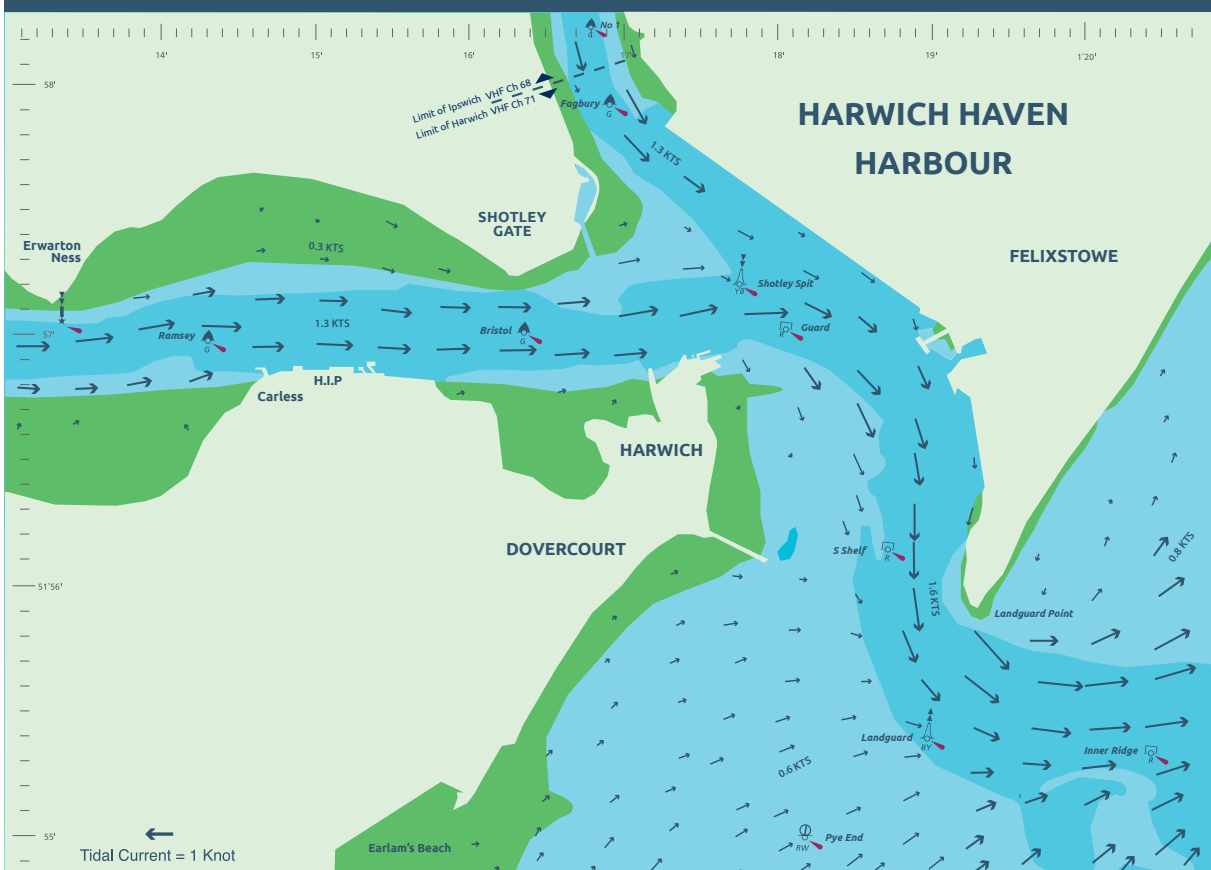 No 1
14'
15'
16'
17'
18'
19'
1°20'
58'
Limit of Ipswich VHF Ch 68
Limit of Harwich VHF Ch 71
Fagbury
G
HARWICH HAVEN
HARBOUR
1.3 KTS
SHOTLEY
GATE
Erwarton
Ness
0.3 KTS
FELIXSTOWE
Shotley Spit
YB
1.3 KTS
57'
Ramsey
G
Bristol
G
Guard
R
H.I.P
Carless
HARWICH
DOVERCOURT
S Shelf
R
0.8 KTS
51°56'
1.6 KTS
Landguard Point
Landguard
BY
Inner Ridge
R
0.6 KTS
55'
Pye End
RW
Earlam's Beach
Tidal Current = 1 Knot